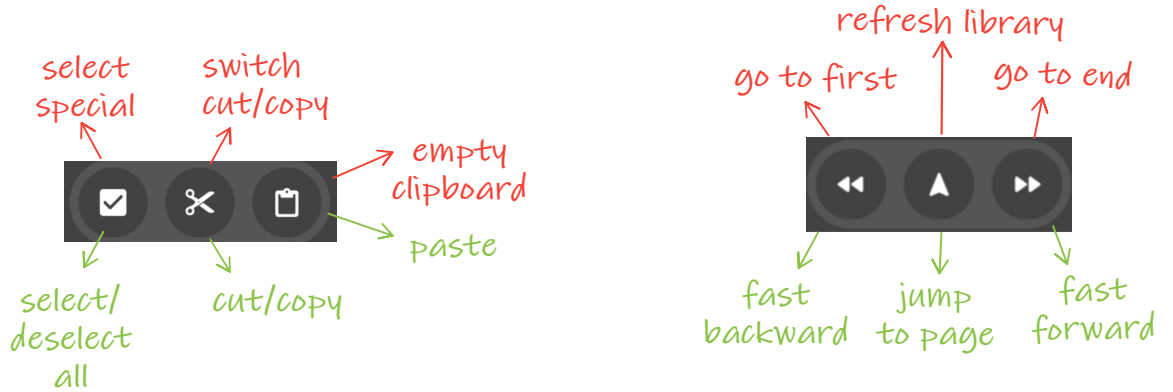 select
special
switch
cut/copy
empty
clipboard
paste
select/
deselect
all
cut/copy
refresh library
go to first
go to end
fast
backward
jump
to page
fast
forward